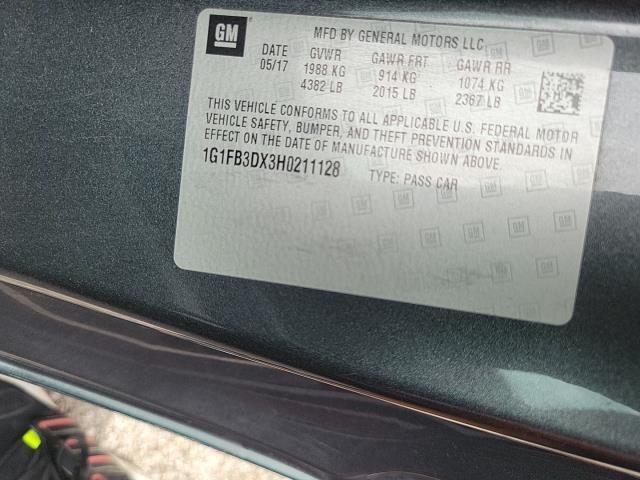 GM
MFD BY GENERAL MOTORS LLC
DATE GVWR GAWR FRT GAWR RR
05/17 1988 KG 914 KG 1074 KG
4382 LB 2015 LB 2367 LB
THIS VEHICLE CONFORMS TO ALL APPLICABLE U.S. FEDERAL MOTOR
VEHICLE SAFETY, BUMPER, AND THEFT PREVENTION STANDARDS IN
EFFECT ON THE DATE OF MANUFACTURE SHOWN ABOVE.
1G1FB3DX3H0211128 TYPE: PASS CAR